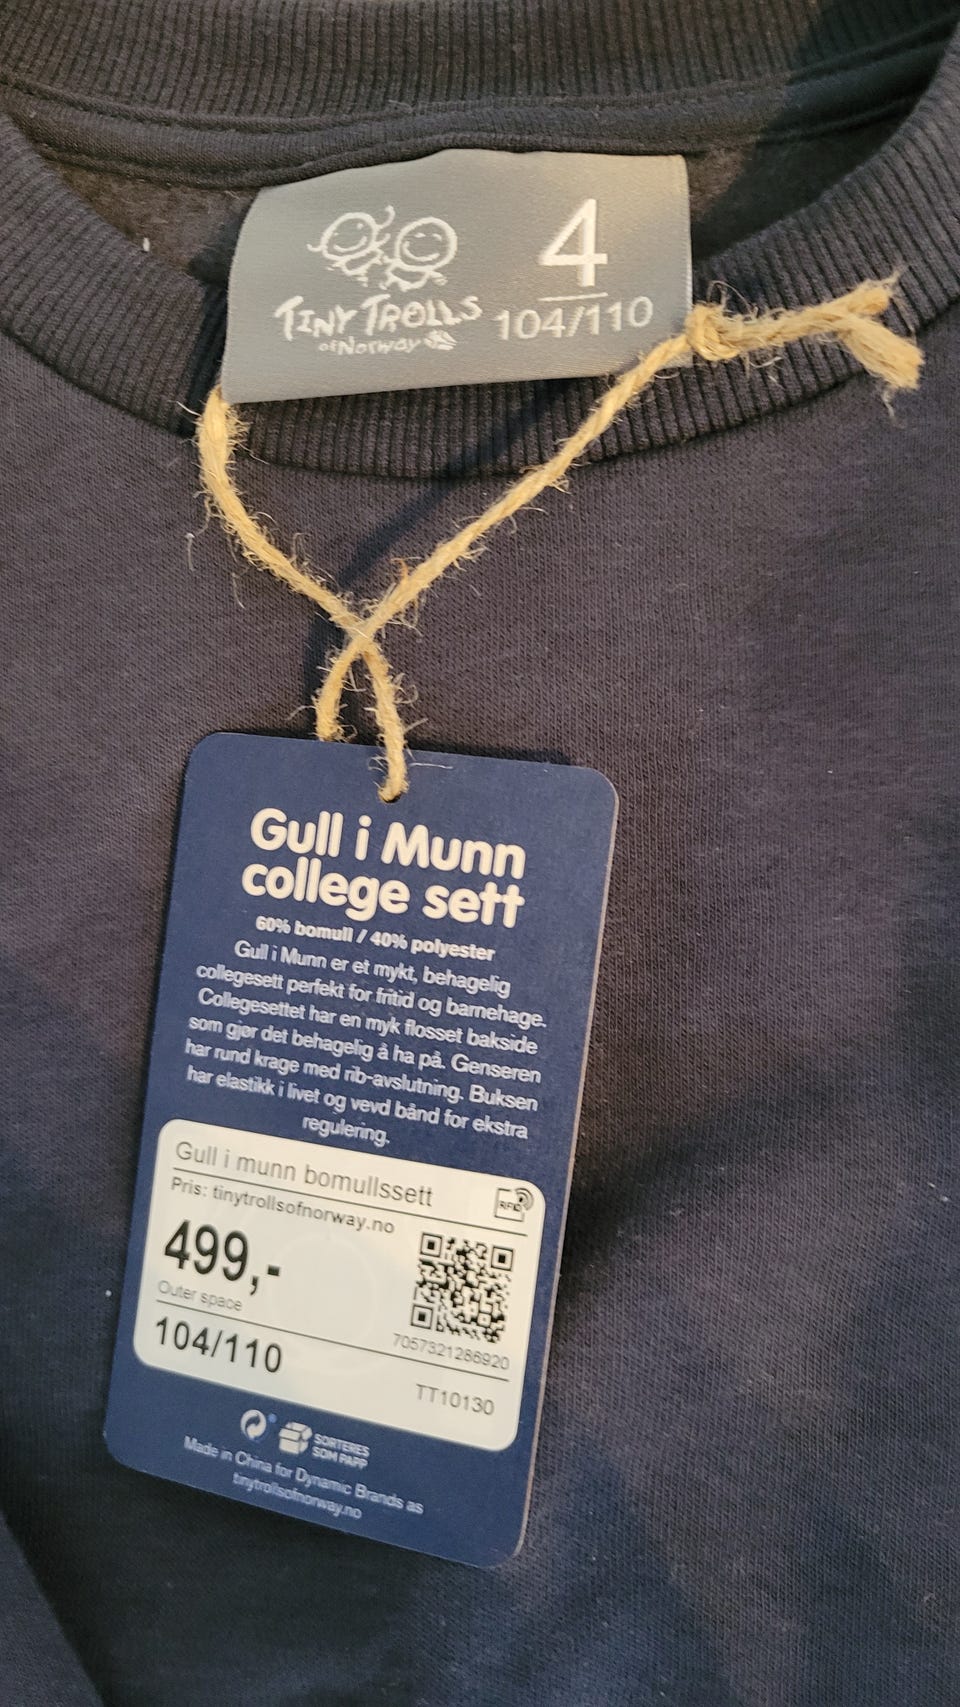 4
TINY TROLLS
of Norway
104/110
Gull i Munn
college sett
60% bomull / 40% polyester
Gull i Munn er et mykt, behagelig
collegesett perfekt for fritid og barnehage.
Collegesettet har en myk flosset bakside
som gjør det behagelig å ha på. Genseren
har rund krage med rib-avslutning. Buksen
har elastikk i livet og vevd bånd for ekstra
regulering.
Gull i munn bomullssett
RFID
Pris: tinytrollsofnorway.no
499,-
Outer space
7057321286920
104/110
TT10130
SORTERES
SOM PAPP
Made in China for Dynamic Brands as
tinytrollsofnorway.no